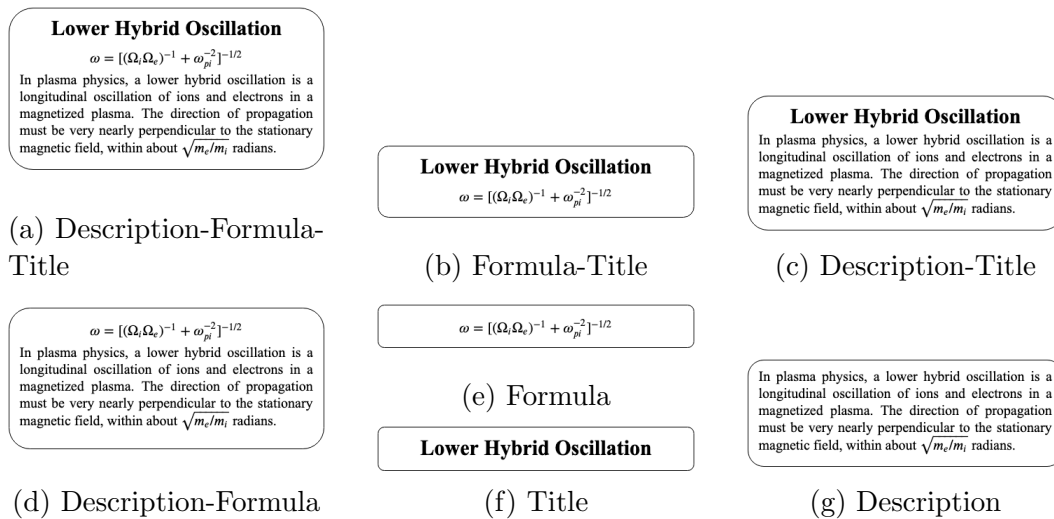 Lower Hybrid Oscillation
ω = [(Ω_iΩ_e)^{-1} + ω_{pi}^{-2}]^{-1/2}
In plasma physics, a lower hybrid oscillation is a
longitudinal oscillation of ions and electrons in a
magnetized plasma. The direction of propagation
must be very nearly perpendicular to the stationary
magnetic field, within about √(m_e/m_i) radians.
(a) Description-Formula-
Title
Lower Hybrid Oscillation
ω = [(Ω_iΩ_e)^{-1} + ω_{pi}^{-2}]^{-1/2}
(b) Formula-Title
Lower Hybrid Oscillation
In plasma physics, a lower hybrid oscillation is a
longitudinal oscillation of ions and electrons in a
magnetized plasma. The direction of propagation
must be very nearly perpendicular to the stationary
magnetic field, within about √(m_e/m_i) radians.
(c) Description-Title
ω = [(Ω_iΩ_e)^{-1} + ω_{pi}^{-2}]^{-1/2}
In plasma physics, a lower hybrid oscillation is a
longitudinal oscillation of ions and electrons in a
magnetized plasma. The direction of propagation
must be very nearly perpendicular to the stationary
magnetic field, within about √(m_e/m_i) radians.
(d) Description-Formula
ω = [(Ω_iΩ_e)^{-1} + ω_{pi}^{-2}]^{-1/2}
(e) Formula
Lower Hybrid Oscillation
(f) Title
In plasma physics, a lower hybrid oscillation is a
longitudinal oscillation of ions and electrons in a
magnetized plasma. The direction of propagation
must be very nearly perpendicular to the stationary
magnetic field, within about √(m_e/m_i) radians.
(g) Description